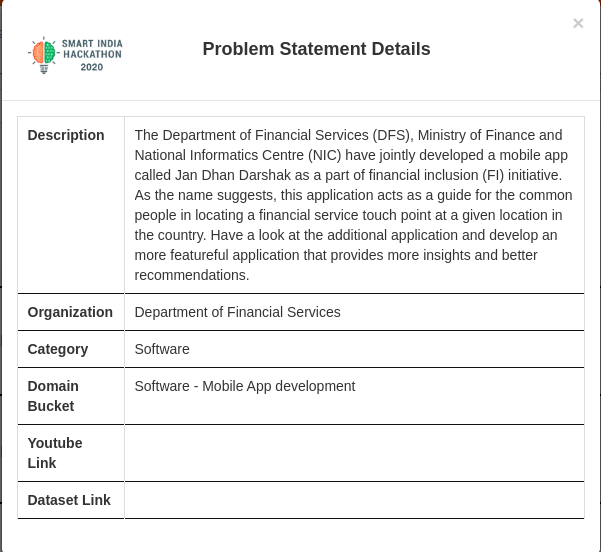 ×
SMART INDIA
HACKATHON
2020
Problem Statement Details
Description
The Department of Financial Services (DFS), Ministry of Finance and
National Informatics Centre (NIC) have jointly developed a mobile app
called Jan Dhan Darshak as a part of financial inclusion (FI) initiative.
As the name suggests, this application acts as a guide for the common
people in locating a financial service touch point at a given location in
the country. Have a look at the additional application and develop an
more featureful application that provides more insights and better
recommendations.
Organization
Department of Financial Services
Category
Software
Domain
Bucket
Software - Mobile App development
Youtube
Link
Dataset Link